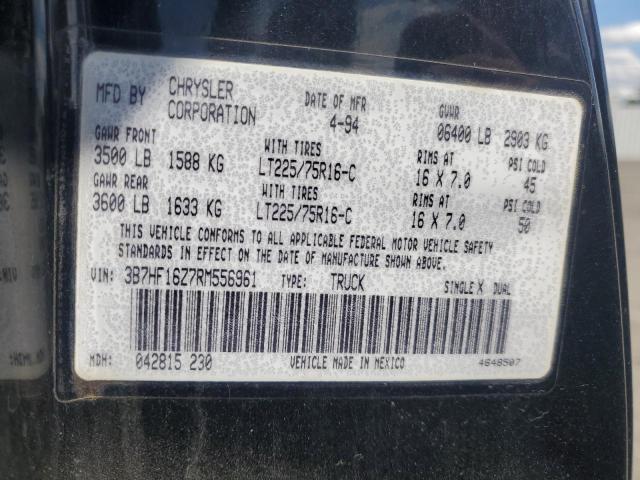 MFD BY CHRYSLER CORPORATION DATE OF MFR 4-94 GVWR 06400 LB 2903 KG
GAWR FRONT WITH TIRES RIMS AT PSI COLD
3500 LB 1588 KG LT225/75R16-C 16 X 7.0 45
GAWR REAR WITH TIRES RIMS AT PSI COLD
3600 LB 1633 KG LT225/75R16-C 16 X 7.0 50
THIS VEHICLE CONFORMS TO ALL APPLICABLE FEDERAL MOTOR VEHICLE SAFETY
STANDARDS IN EFFECT ON THE DATE OF MANUFACTURE SHOWN ABOVE.
VIN: 3B7HF16Z7RM556961 TYPE: TRUCK SINGLE X DUAL
MDH: 042815 230 VEHICLE MADE IN MEXICO 4648507